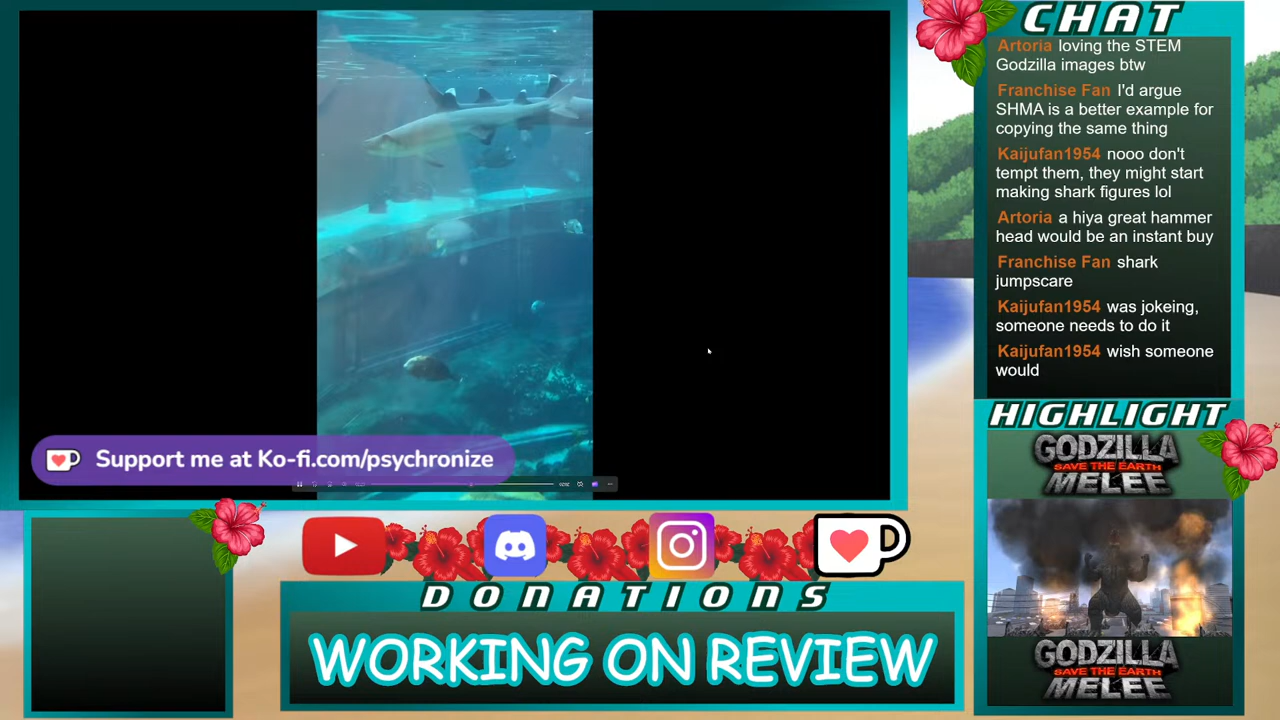 CHAT
Artoria loving the STEM
Godzilla images btw
Franchise Fan I'd argue
SHMA is a better example for
copying the same thing
Kaijufan1954 nooo don't
tempt them, they might start
making shark figures lol
Artoria a hiya great hammer
head would be an instant buy
Franchise Fan shark
jumpscare
Kaijufan1954 was jokeing,
someone needs to do it
Kaijufan1954 wish someone
would
Support me at Ko-fi.com/psychronize
HIGHLIGHT
GODZILLA
SAVE THE EARTH
MELEE
GODZILLA
SAVE THE EARTH
MELEE
DONATIONS
WORKING ON REVIEW